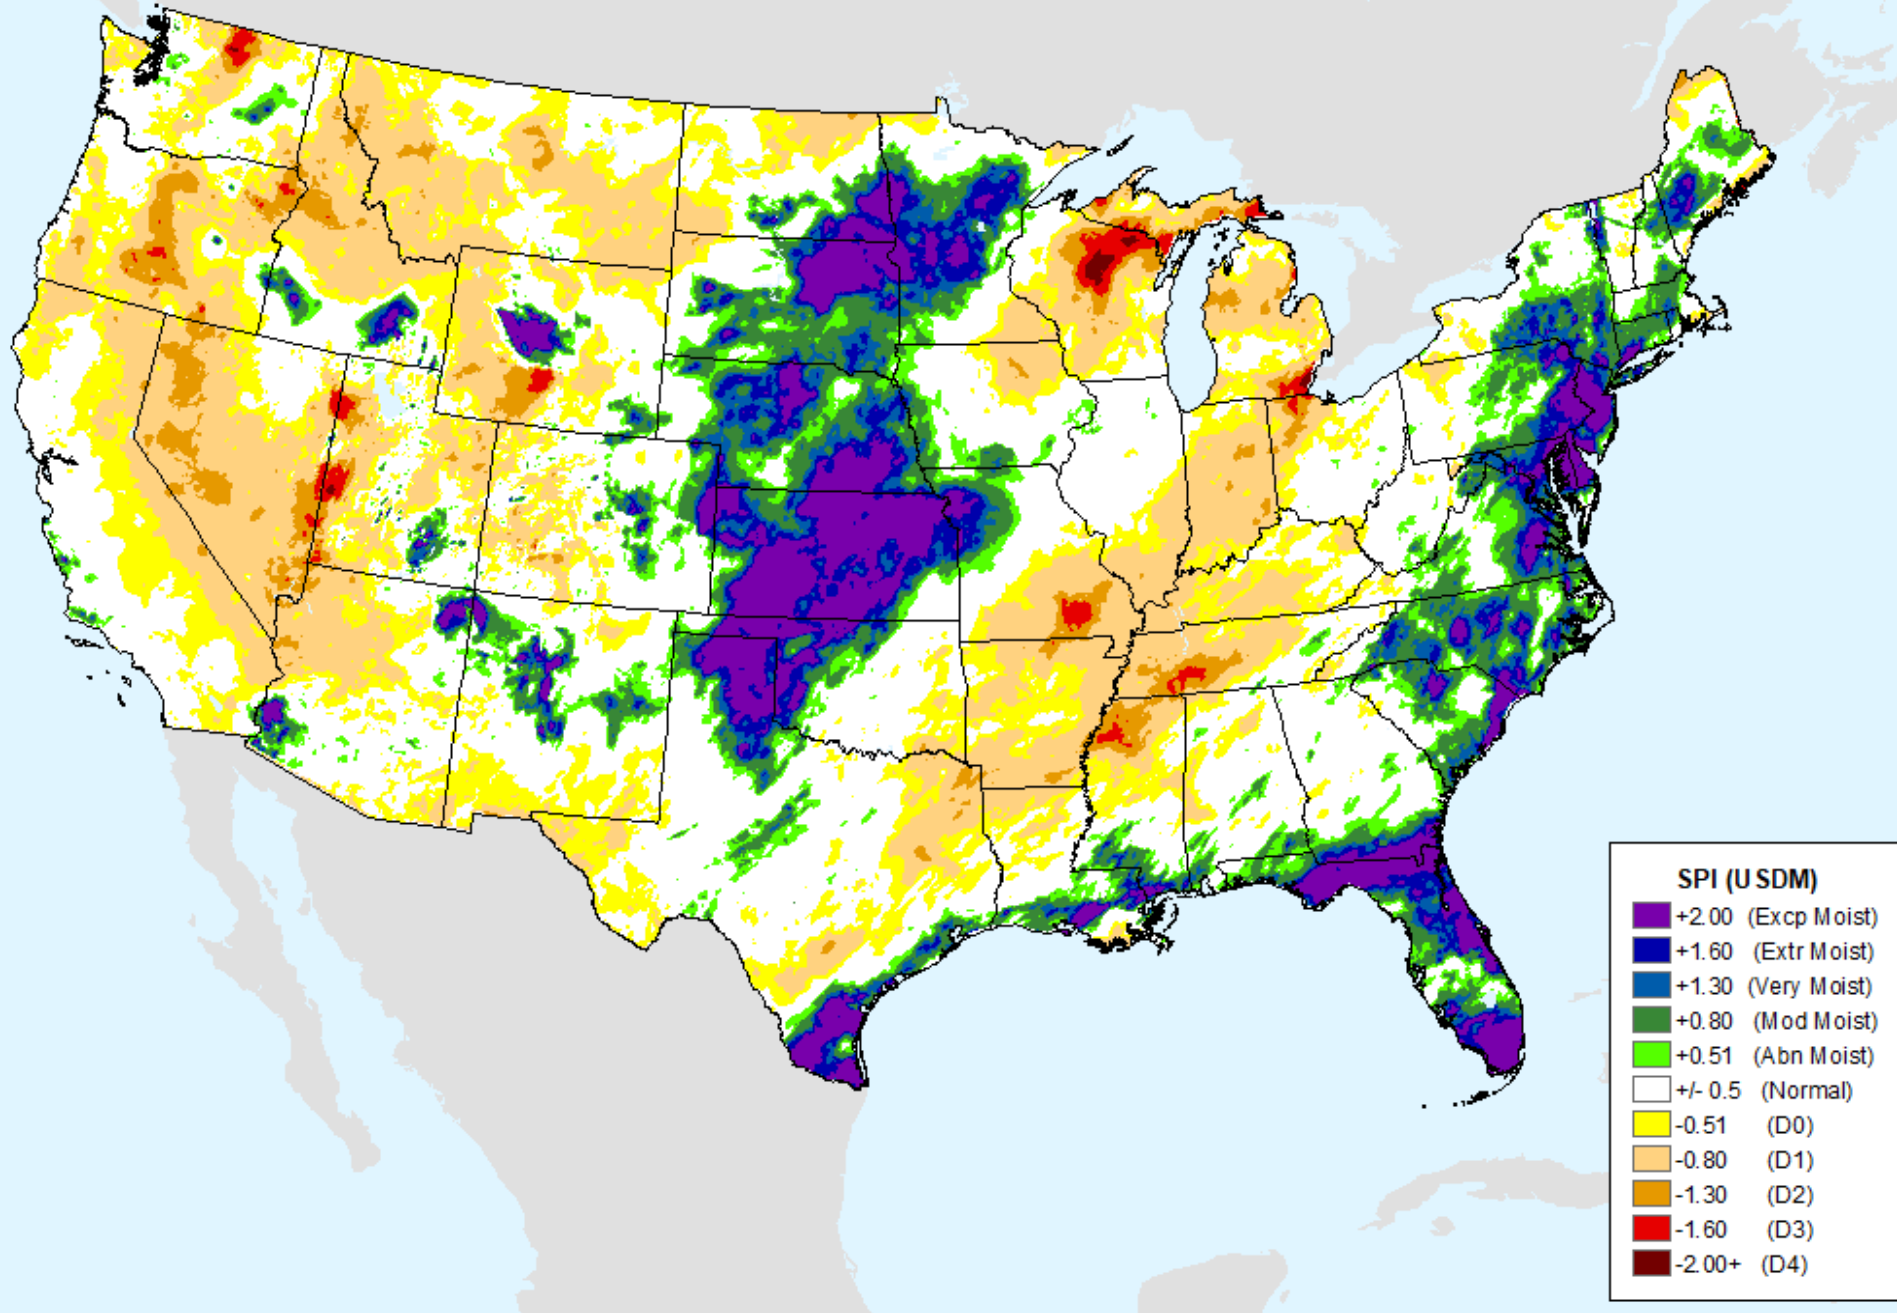 SPI (USDM)
+2.00 (Excp Moist)
+1.60 (Extr Moist)
+1.30 (Very Moist)
+0.80 (Mod Moist)
+0.51 (Abn Moist)
+/- 0.5 (Normal)
-0.51 (D0)
-0.80 (D1)
-1.30 (D2)
-1.60 (D3)
-2.00+ (D4)